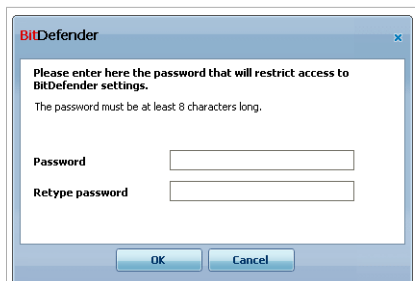 BitDefender
Please enter here the password that will restrict access to
BitDefender settings.
The password must be at least 8 characters long.
Password
Retype password
OK Cancel